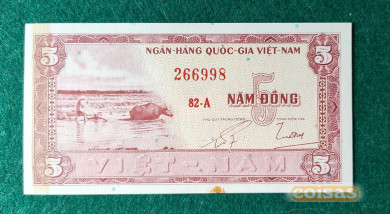 5 NGÂN-HÀNG QUỐC-GIA VIỆT-NAM 5
266998
5
82-A NĂM ĐỒNG
5 VIỆT-NAM 5
coisas